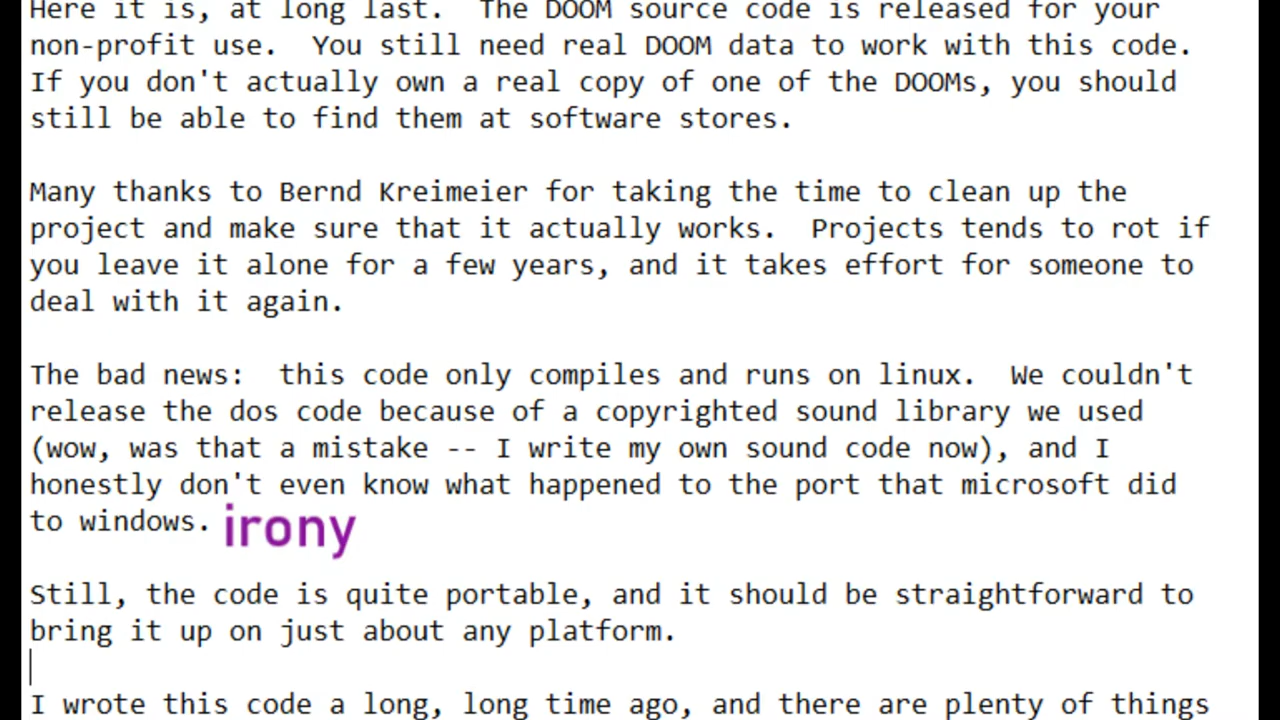 Here it is, at long last.  The DOOM source code is released for your
non-profit use.  You still need real DOOM data to work with this code.
If you don't actually own a real copy of one of the DOOMs, you should
still be able to find them at software stores.
Many thanks to Bernd Kreimeier for taking the time to clean up the
project and make sure that it actually works.  Projects tends to rot if
you leave it alone for a few years, and it takes effort for someone to
deal with it again.
The bad news:  this code only compiles and runs on linux.  We couldn't
release the dos code because of a copyrighted sound library we used
(wow, was that a mistake -- I write my own sound code now), and I
honestly don't even know what happened to the port that microsoft did
to windows. irony
Still, the code is quite portable, and it should be straightforward to
bring it up on just about any platform.
I wrote this code a long, long time ago, and there are plenty of things